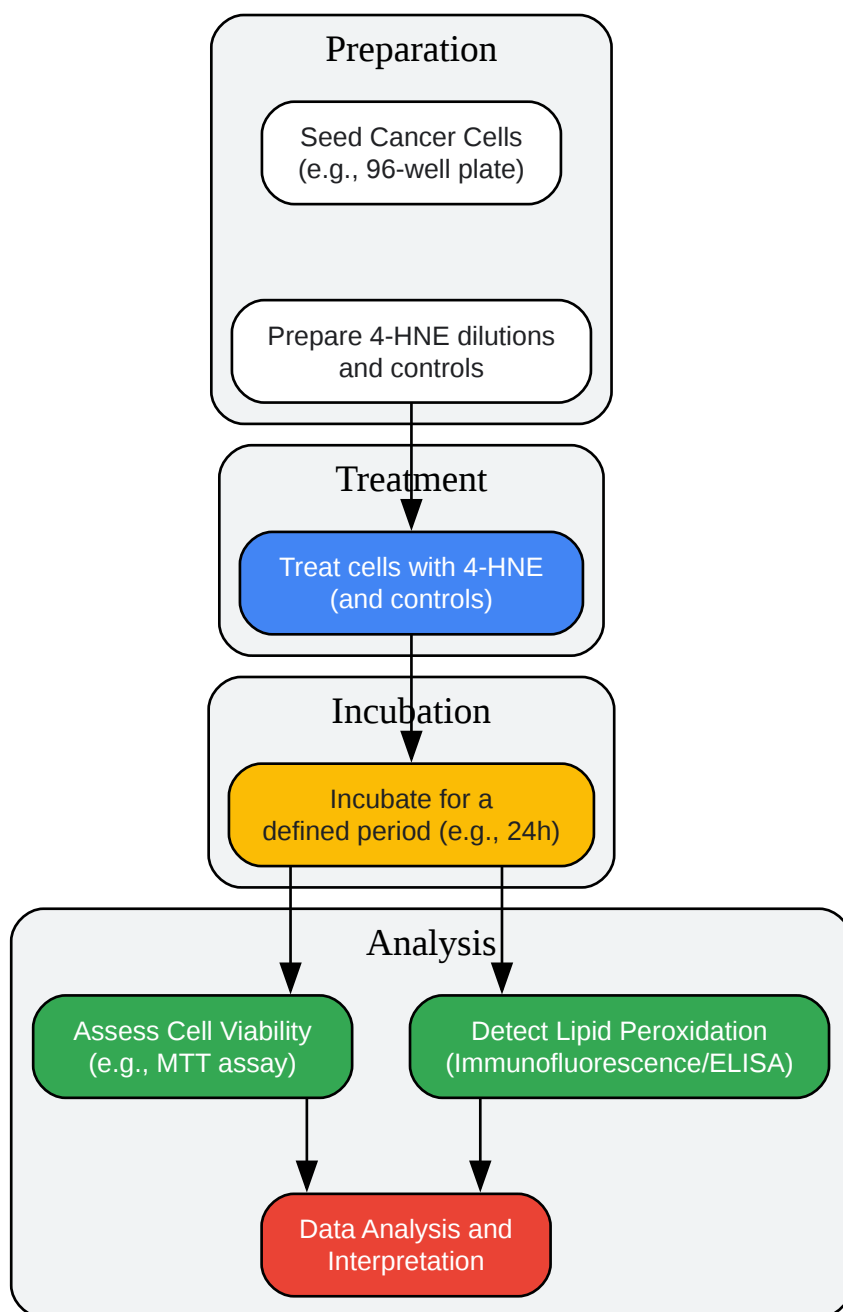 Preparation
Seed Cancer Cells
(e.g., 96-well plate)
Prepare 4-HNE dilutions
and controls
Treatment
Treat cells with 4-HNE
(and controls)
Incubation
Incubate for a
defined period (e.g., 24h)
Analysis
Assess Cell Viability
(e.g., MTT assay)
Detect Lipid Peroxidation
(Immunofluorescence/ELISA)
Data Analysis and
Interpretation